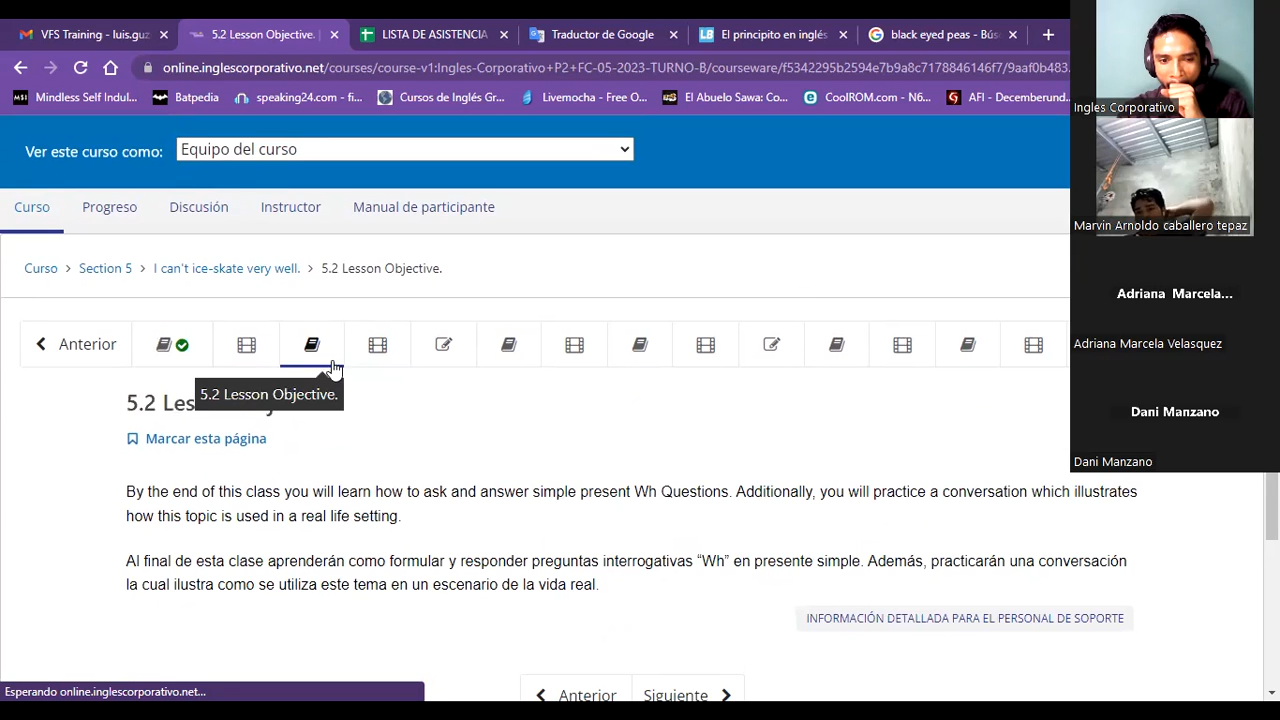 VFS Training - luis.guz
5.2 Lesson Objective.
LISTA DE ASISTENCIA
Traductor de Google
El principito en inglés
black eyed peas - Bús
online.inglescorporativo.net/courses/course-v1:Inglescorporativo+P2+FC-05-2023-TURNO-B/courseware/f5342295b2594e7b9a8c7178846146f7/9aaf0b483
Mindless Self Indul...
Batpedia
speaking24.com - fi...
Cursos de Inglés Gr...
Livemocha - Free O...
El Abuelo Sawa: Co...
CoolROM.com - N6...
AFI - Decemberund
Ver este curso como:
Equipo del curso
Curso
Progreso
Discusión
Instructor
Manual de participante
Curso > Section 5 > I can't ice-skate very well. > 5.2 Lesson Objective.
Anterior
5.2 Lesson Objective.
5.2 Les
Marcar esta página
By the end of this class you will learn how to ask and answer simple present Wh Questions. Additionally, you will practice a conversation which illustrates
how this topic is used in a real life setting.
Al final de esta clase aprenderán como formular y responder preguntas interrogativas “Wh” en presente simple. Además, practicarán una conversación
la cual ilustra como se utiliza este tema en un escenario de la vida real.
INFORMACIÓN DETALLADA PARA EL PERSONAL DE SOPORTE
Anterior
Siguiente
Esperando online.inglescorporativo.net...
Ingles Corporativo
Marvin Arnoldo caballero tepaz
Adriana Marcela...
Adriana Marcela Velasquez
Dani Manzano
Dani Manzano